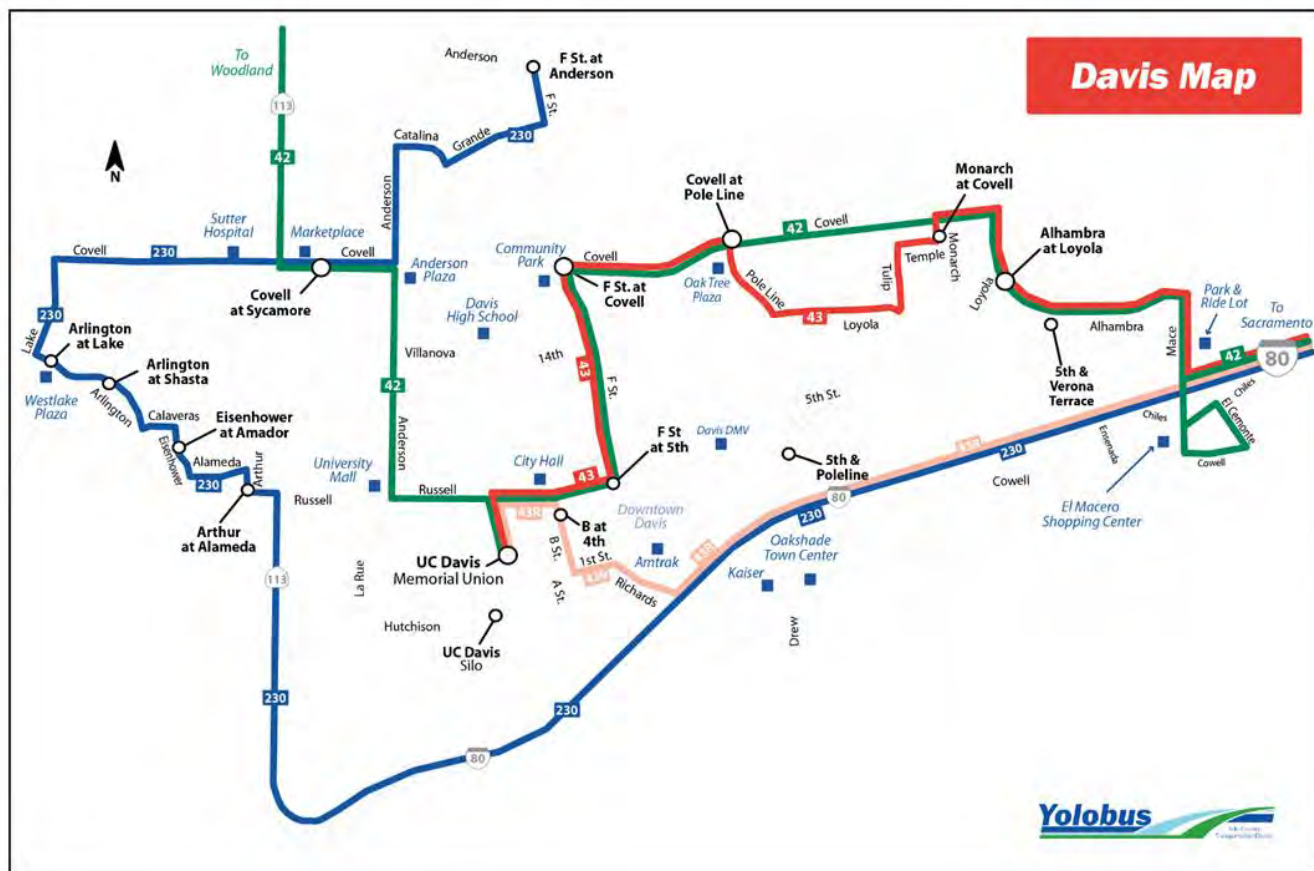 Davis Map
N
To
Woodland
113
42
Anderson
F St. at
Anderson
F St.
230
Grande
Catalina
Anderson
Sutter
Hospital
Marketplace
Covell
230
Covell
Covell
at Sycamore
Anderson
Plaza
Community
Park
Covell
F St. at
Covell
Davis
High School
Villanova
14th
43
F St.
42
Anderson
Covell at
Pole Line
42
Covell
Oak Tree
Plaza
Pole Line
43
Loyola
Tulip
Temple
Monarch
Monarch
at Covell
Loyola
Alhambra
at Loyola
Alhambra
5th &
Verona
Terrace
Mace
Park &
Ride Lot
To
Sacramento
80
42
Chiles
Chiles
El Cemonte
Cowell
Ensenada
El Macero
Shopping Center
Cowell
43R
230
5th St.
Davis DMV
5th &
Poleline
80
230
Oakshade
Town Center
Kaiser
Drew
230
Lake
Arlington
at Lake
Westlake
Plaza
Arlington
at Shasta
Arlington
Calaveras
Eisenhower
at Amador
Eisenhower
Alameda
230
Arthur
Arthur
at Alameda
Russell
University
Mall
Russell
City Hall
43
F St
at 5th
43R
B at
4th
Downtown
Davis
Amtrak
UC Davis
Memorial Union
B St.
1st St.
43R
Richards
43R
A St.
La Rue
Hutchison
UC Davis
Silo
113
230
230
80
Yolobus